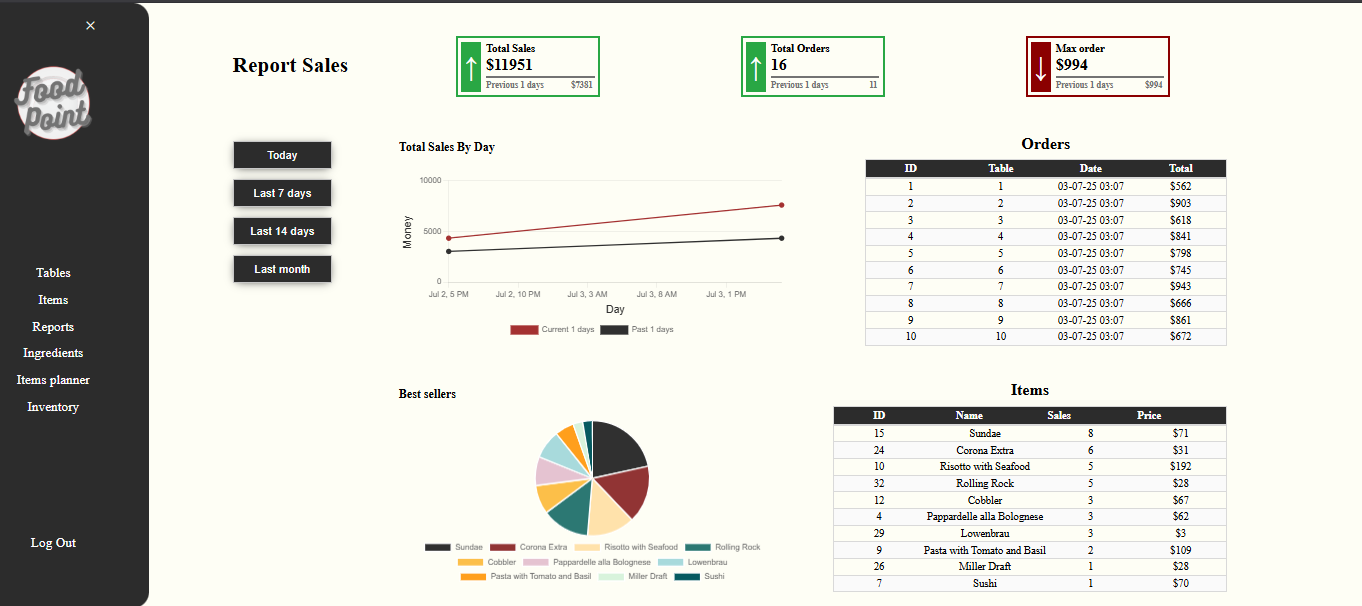 ×
Food
Point
Tables
Items
Reports
Ingredients
Items planner
Inventory
Log Out
Report Sales
Total Sales
$11951
Previous 1 days $7381
Total Orders
16
Previous 1 days 11
Max order
$994
Previous 1 days $994
Today
Last 7 days
Last 14 days
Last month
Total Sales By Day
10000
5000
0
Money
Jul 2, 5 PM Jul 2, 10 PM Jul 3, 3 AM Jul 3, 8 AM Jul 3, 1 PM
Day
Current 1 days Past 1 days
Orders
ID Table Date Total
1 1 03-07-25 03:07 $562
2 2 03-07-25 03:07 $903
3 3 03-07-25 03:07 $618
4 4 03-07-25 03:07 $841
5 5 03-07-25 03:07 $798
6 6 03-07-25 03:07 $745
7 7 03-07-25 03:07 $943
8 8 03-07-25 03:07 $666
9 9 03-07-25 03:07 $861
10 10 03-07-25 03:07 $672
Best sellers
Sundae Corona Extra Risotto with Seafood Rolling Rock
Cobbler Pappardelle alla Bolognese Lowenbrau
Pasta with Tomato and Basil Miller Draft Sushi
Items
ID Name Sales Price
15 Sundae 8 $71
24 Corona Extra 6 $31
10 Risotto with Seafood 5 $192
32 Rolling Rock 5 $28
12 Cobbler 3 $67
4 Pappardelle alla Bolognese 3 $62
29 Lowenbrau 3 $3
9 Pasta with Tomato and Basil 2 $109
26 Miller Draft 1 $28
7 Sushi 1 $70